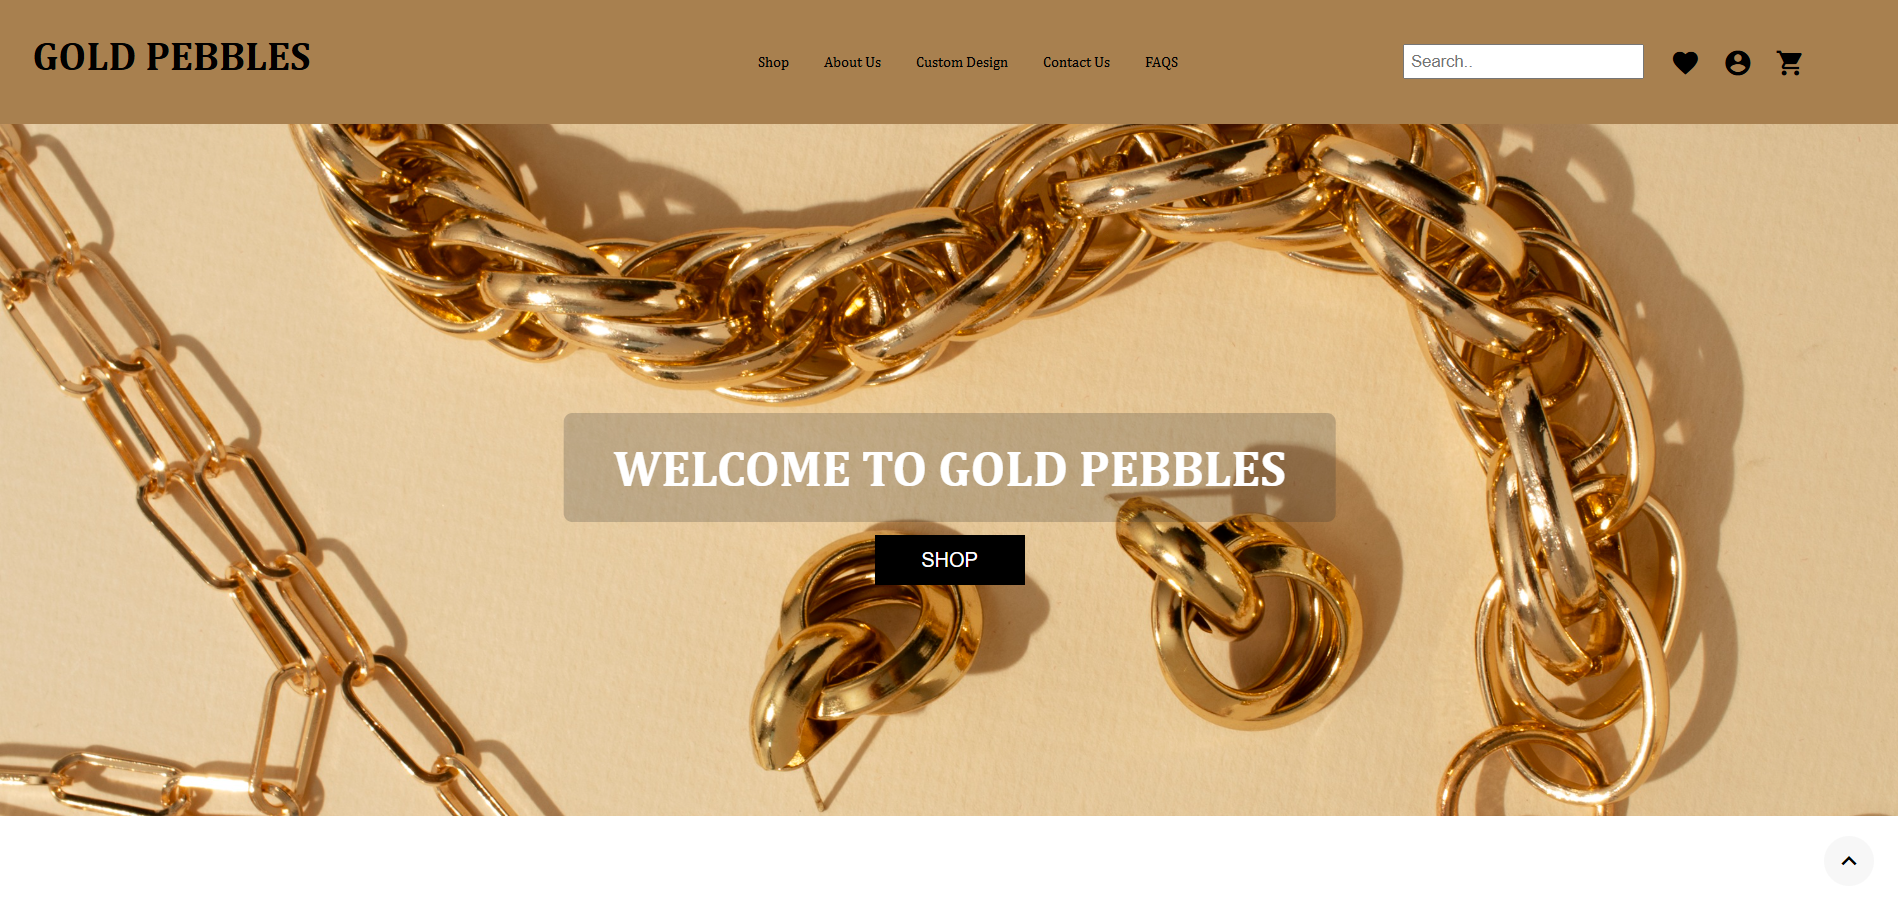 GOLD PEBBLES
Shop About Us Custom Design Contact Us FAQS
Search..
WELCOME TO GOLD PEBBLES
SHOP